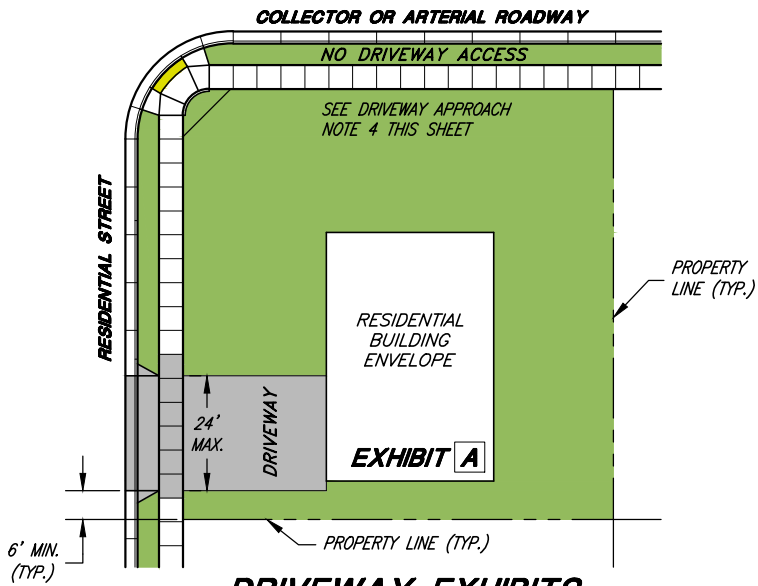 COLLECTOR OR ARTERIAL ROADWAY
NO DRIVEWAY ACCESS
SEE DRIVEWAY APPROACH
NOTE 4 THIS SHEET
RESIDENTIAL STREET
PROPERTY
LINE (TYP.)
RESIDENTIAL
BUILDING
ENVELOPE
24'
MAX.
DRIVEWAY
EXHIBIT A
6' MIN.
(TYP.)
PROPERTY LINE (TYP.)
DRIVEWAY EXHIBITS